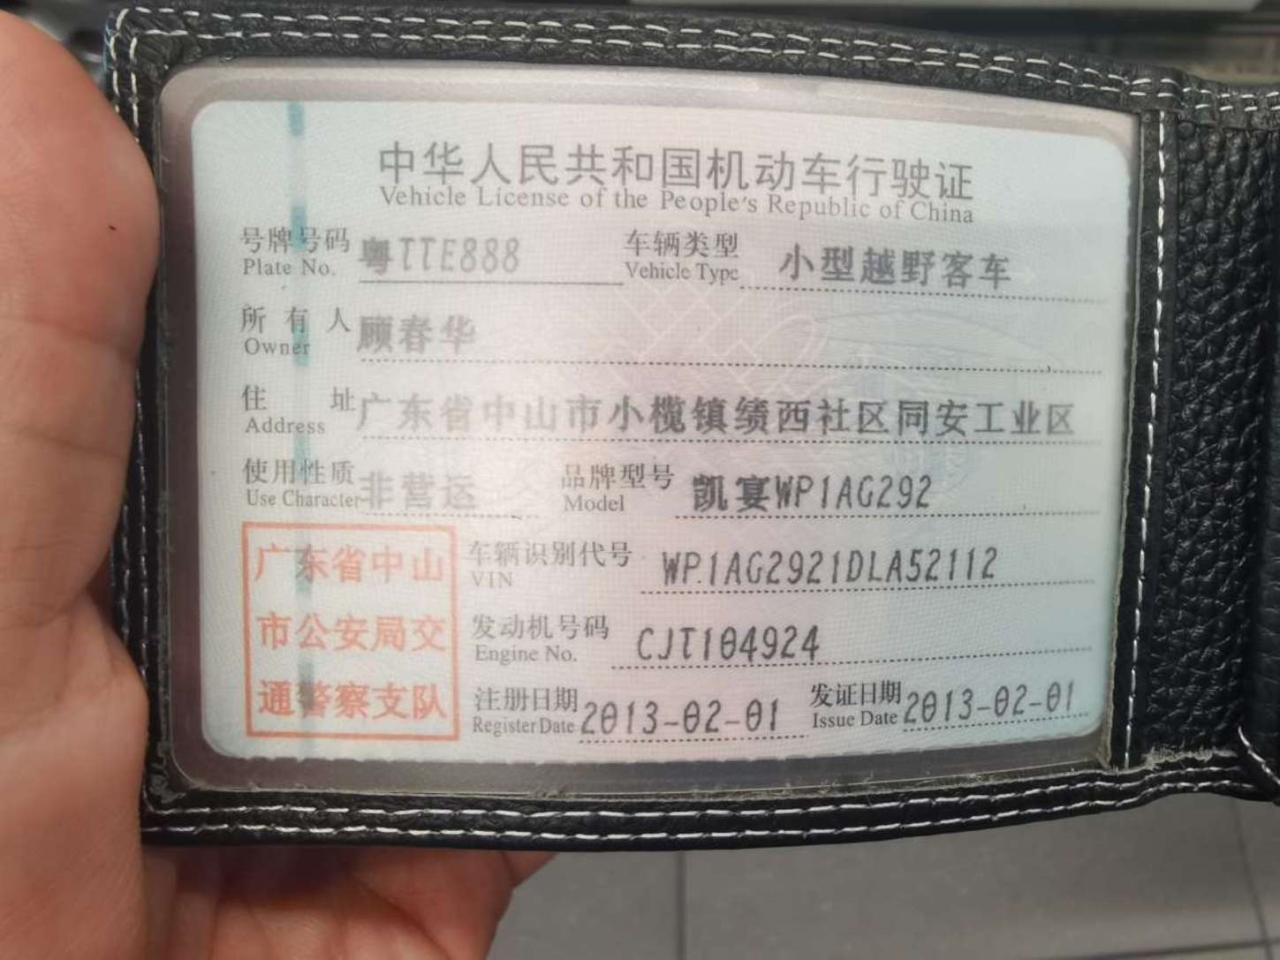 中华人民共和国机动车行驶证
Vehicle License of the People's Republic of China
号牌号码 粤TTE888 车辆类型 小型越野客车
Plate No. Vehicle Type
所有人 顾春华
Owner
住址 广东省中山市小榄镇绩西社区同安工业区
Address
使用性质 非营运 品牌型号 凯宴WP1AG292
Use Character Model
广东省中山
市公安局交
通警察支队
车辆识别代号 WP1AG2921DLA52112
VIN
发动机号码 CJT104924
Engine No.
注册日期 2013-02-01 发证日期 2013-02-01
Register Date Issue Date